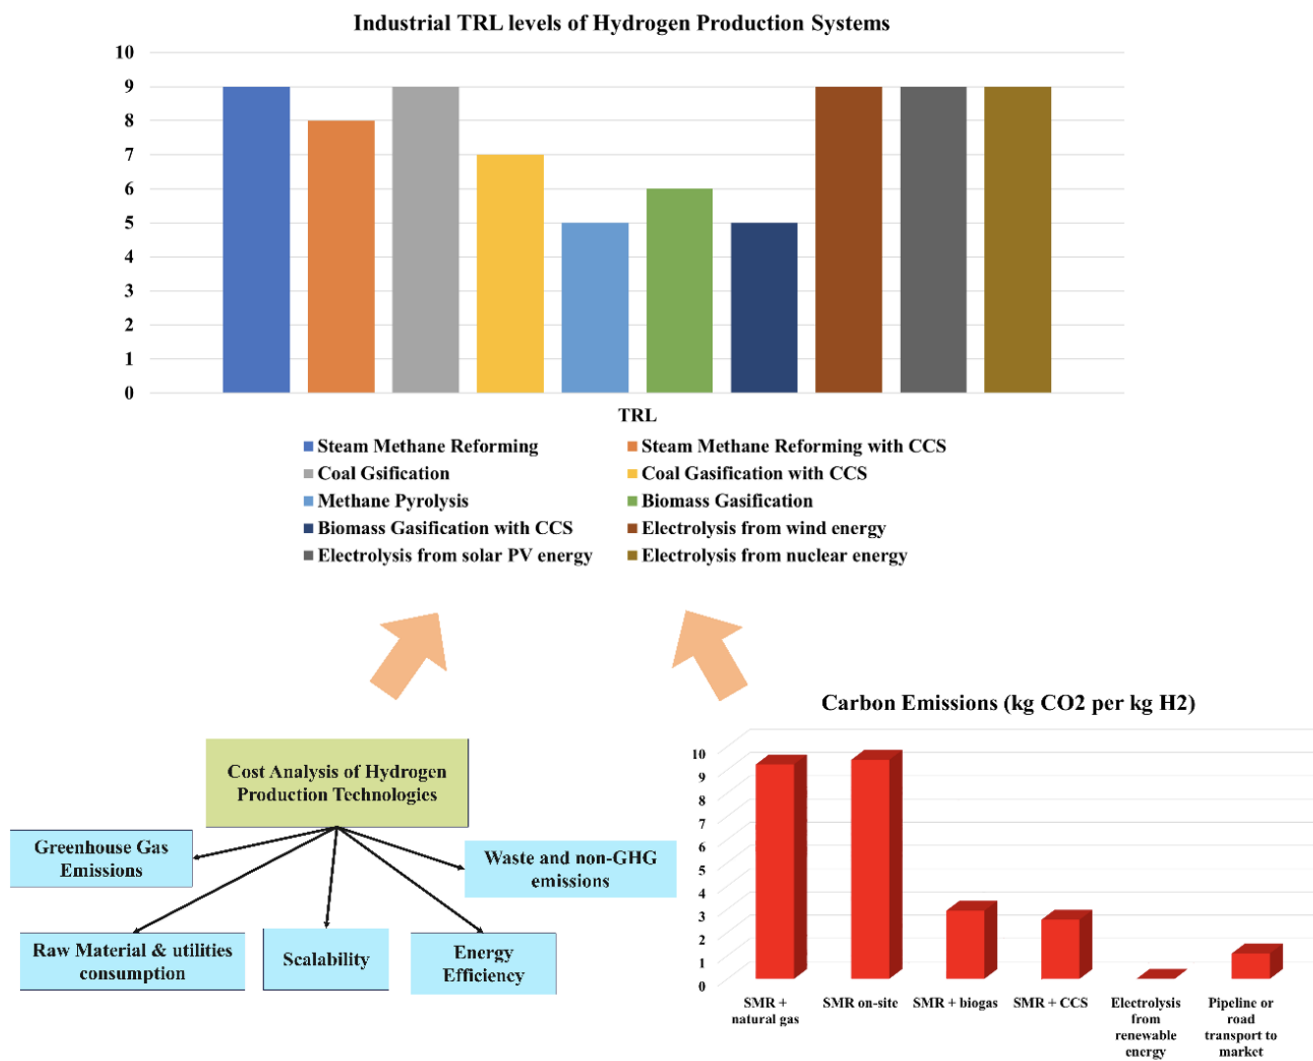 Industrial TRL levels of Hydrogen Production Systems
10
9
8
7
6
5
4
3
2
1
0
TRL
Steam Methane Reforming
Steam Methane Reforming with CCS
Coal Gsification
Coal Gasification with CCS
Methane Pyrolysis
Biomass Gasification
Biomass Gasification with CCS
Electrolysis from wind energy
Electrolysis from solar PV energy
Electrolysis from nuclear energy
Cost Analysis of Hydrogen
Production Technologies
Greenhouse Gas
Emissions
Waste and non-GHG
emissions
Raw Material & utilities
consumption
Scalability
Energy
Efficiency
Carbon Emissions (kg CO2 per kg H2)
10
9
8
7
6
5
4
3
2
1
0
SMR +
natural gas
SMR on-site
SMR + biogas
SMR + CCS
Electrolysis
from
renewable
energy
Pipeline or
road
transport to
market